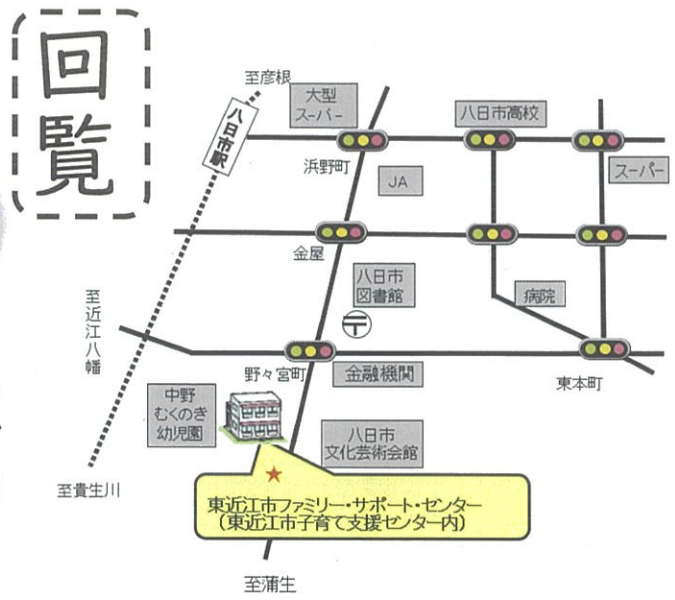 回覧
至彦根
八日市駅
大型
スーパー
八日市高校
浜野町
JA
スーパー
金屋
八日市
図書館
〒
病院
至近江八幡
野々宮町
金融機関
東本町
中野
むくのき
幼児園
八日市
文化芸術会館
至貴生川
東近江市ファミリー・サポート・センター
（東近江市子育て支援センター内）
至蒲生